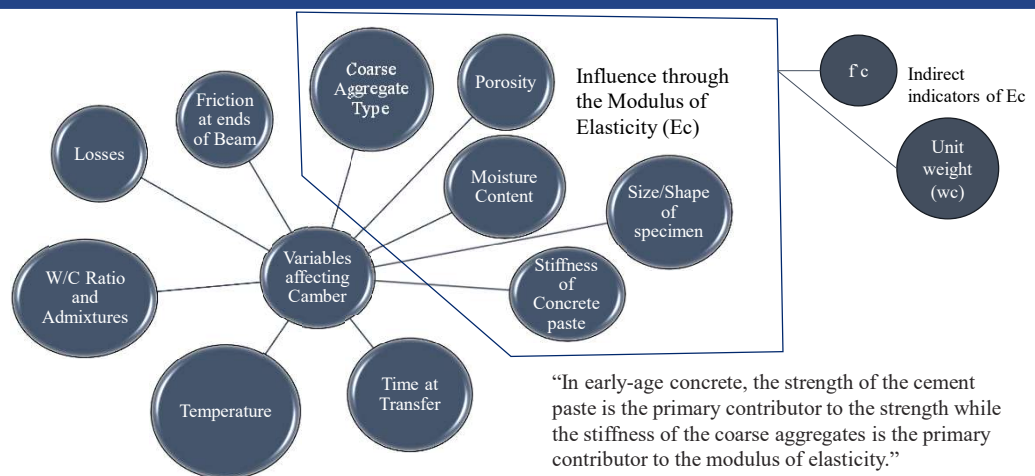 Coarse
Aggregate
Type
Porosity
Influence through
the Modulus of
Elasticity (Ec)
f'c
Indirect
indicators of Ec
Friction
at ends
of Beam
Losses
Moisture
Content
Unit
weight
(wc)
Size/Shape
of
specimen
Variables
affecting
Camber
W/C Ratio
and
Admixtures
Stiffness
of
Concrete
paste
Temperature
Time at
Transfer
“In early-age concrete, the strength of the cement
paste is the primary contributor to the strength while
the stiffness of the coarse aggregates is the primary
contributor to the modulus of elasticity.”